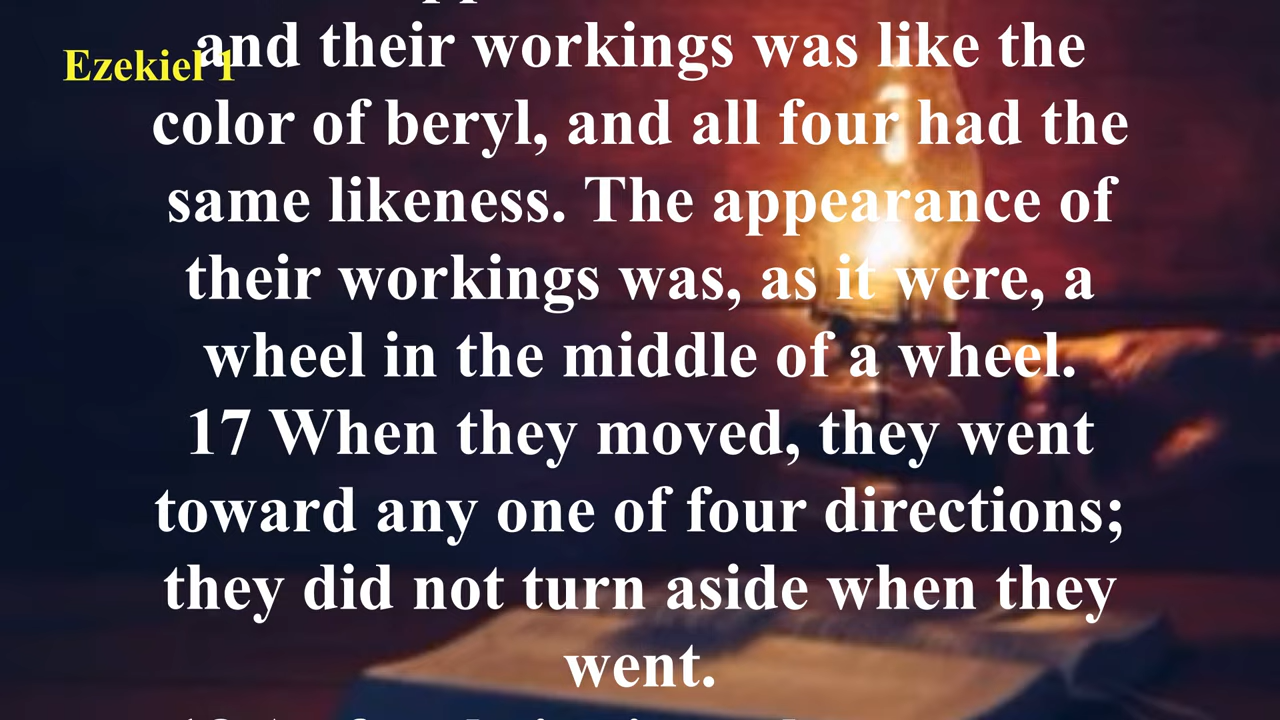 Ezekiel 1
and their workings was like the
color of beryl, and all four had the
same likeness. The appearance of
their workings was, as it were, a
wheel in the middle of a wheel.
17 When they moved, they went
toward any one of four directions;
they did not turn aside when they
went.